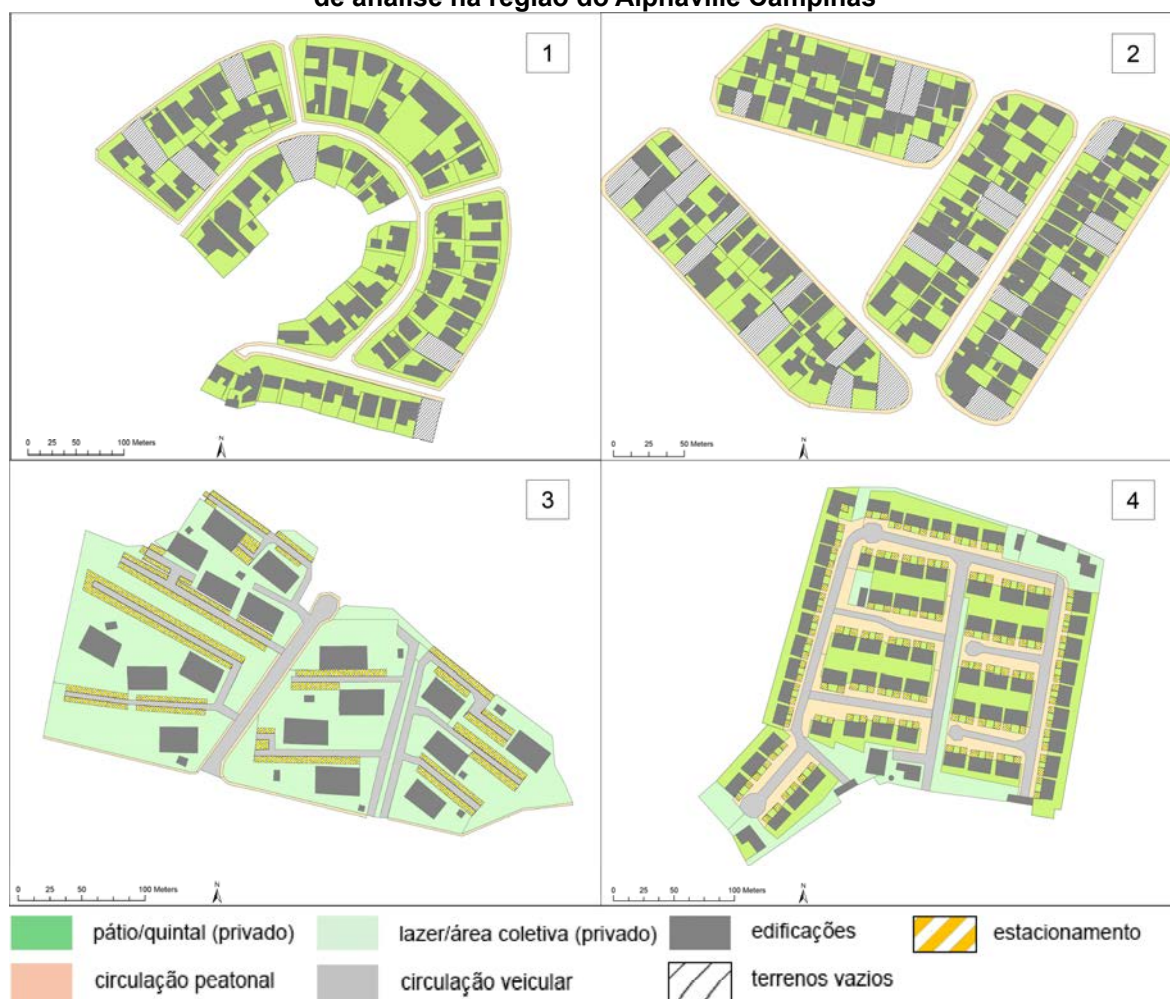 de análise na região do Alphaville Campinas
1
2
0 25 50 100 Meters
N
0 25 50 50 Meters
N
3
4
0 25 50 100 Meters
N
0 25 50 100 Meters
N
pátio/quintal (privado)
lazer/área coletiva (privado)
edificações
estacionamento
circulação peatonal
circulação veicular
terrenos vazios